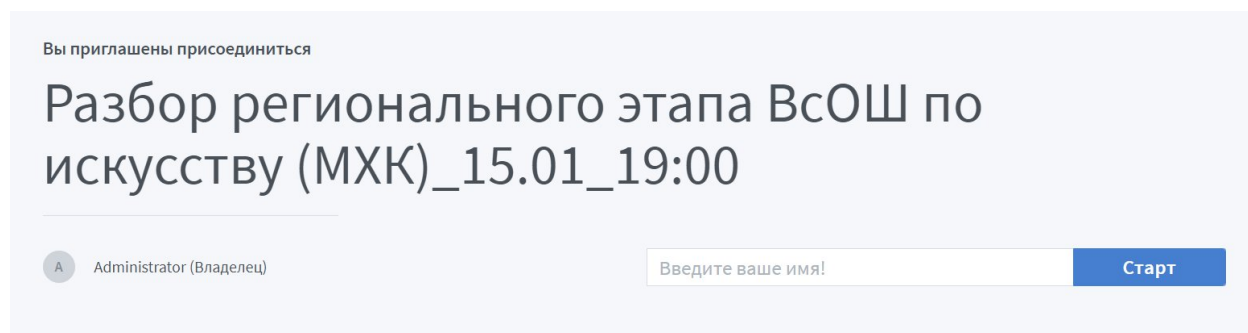 Вы приглашены присоединиться
Разбор регионального этапа ВсОШ по
искусству (МХК)_15.01_19:00
A
Administrator (Владелец)
Введите ваше имя!
Старт